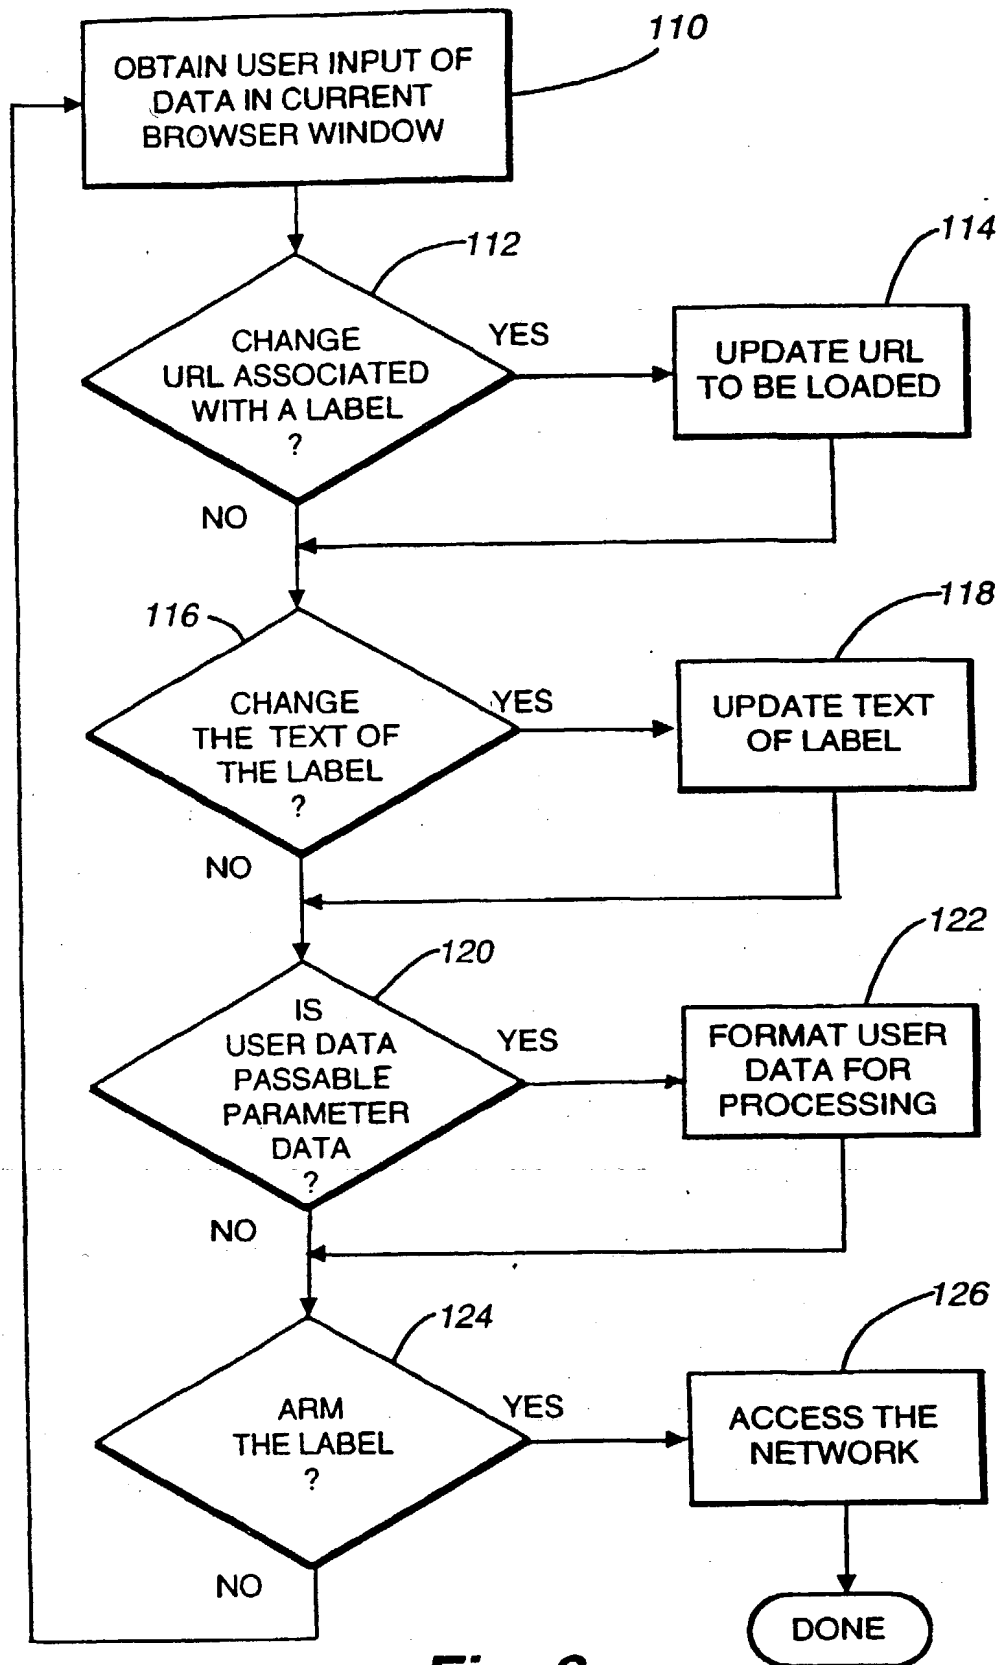 110
OBTAIN USER INPUT OF
DATA IN CURRENT
BROWSER WINDOW
112
114
CHANGE
URL ASSOCIATED
WITH A LABEL
?
YES
UPDATE URL
TO BE LOADED
NO
116
118
CHANGE
THE TEXT OF
THE LABEL
?
YES
UPDATE TEXT
OF LABEL
NO
120
122
IS
USER DATA
PASSABLE
PARAMETER
DATA
?
YES
FORMAT USER
DATA FOR
PROCESSING
NO
124
126
ARM
THE LABEL
?
YES
ACCESS THE
NETWORK
NO
DONE